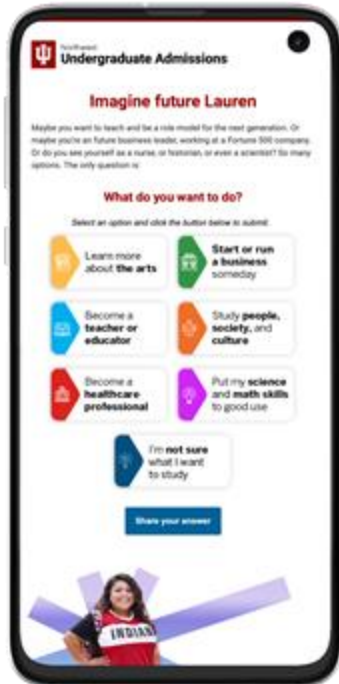 Northwest
Undergraduate Admissions
Imagine future Lauren
Maybe you want to teach and be a role model for the next generation. Or
maybe you're an future business leader, working at a Fortune 500 company.
Or do you see yourself as a nurse, or historian, or even a scientist? So many
options. The only question is:
What do you want to do?
Select an option and click the button below to submit.
Learn more
about the arts
Start or run
a business
someday
Become a
teacher or
educator
Study people,
society, and
culture
Become a
healthcare
professional
Put my science
and math skills
to good use
I'm not sure
what I want
to study
Share your answer
INDIAN